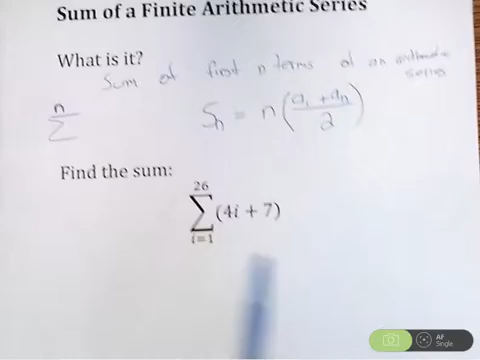 Sum of a Finite Arithmetic Series
What is it?
Sum of first n terms of an arithmetic series
n
Σ
Sn = n((a1 + an)/2)
Find the sum:
26
Σ(4i + 7)
i=1
AF
Single